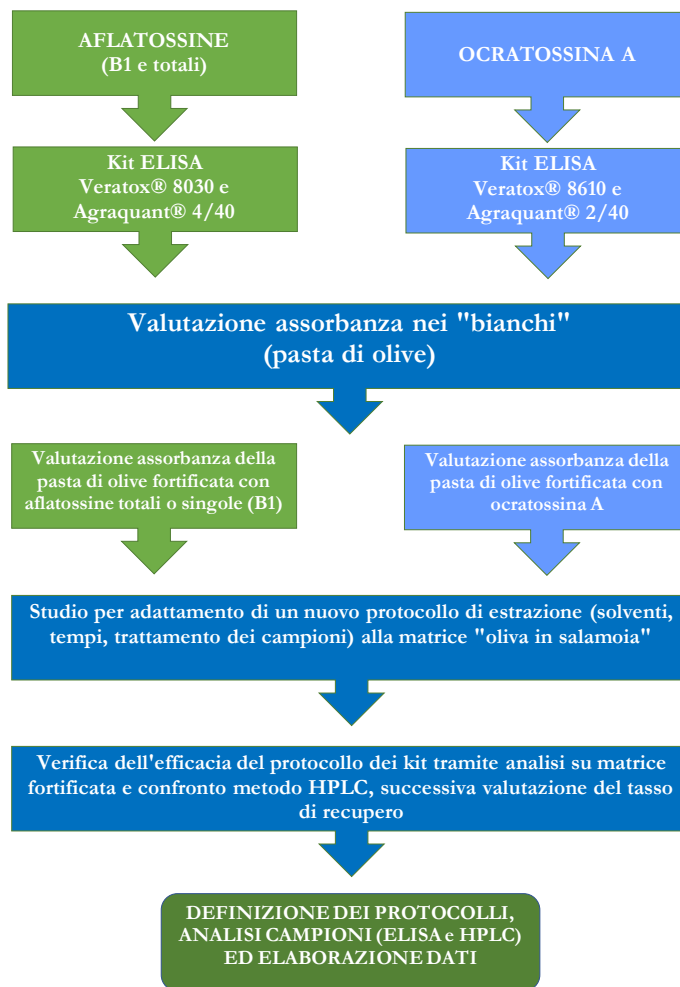 AFLATOSSINE
(B1 e totali)
OCRATOSSINA A
Kit ELISA
Veratox® 8030 e
Agraquant® 4/40
Kit ELISA
Veratox® 8610 e
Agraquant® 2/40
Valutazione assorbanza nei "bianchi"
(pasta di olive)
Valutazione assorbanza della
pasta di olive fortificata con
aflatossine totali o singole (B1)
Valutazione assorbanza della
pasta di olive fortificata con
ocratossina A
Studio per adattamento di un nuovo protocollo di estrazione (solventi,
tempi, trattamento dei campioni) alla matrice "oliva in salamoia"
Verifica dell'efficacia del protocollo dei kit tramite analisi su matrice
fortificata e confronto metodo HPLC, successiva valutazione del tasso
di recupero
DEFINIZIONE DEI PROTOCOLLI,
ANALISI CAMPIONI (ELISA e HPLC)
ED ELABORAZIONE DATI